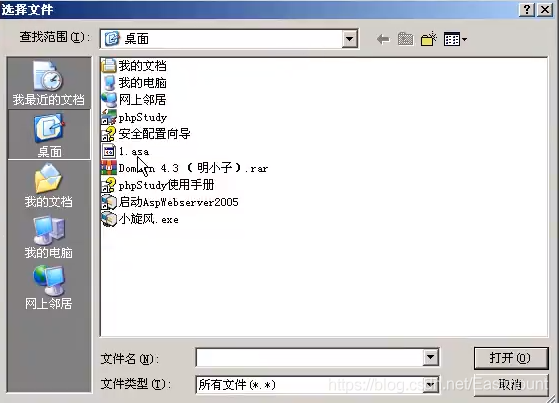 选择文件
查找范围(I):
桌面
我最近的文档
桌面
我的文档
我的电脑
网上邻居
我的文档
我的电脑
网上邻居
phpStudy
安全配置向导
1.asa
Domain 4.3 (明小子).rar
phpStudy使用手册
启动AspWebserver2005
小旋风.exe
文件名(N):
打开(O)
文件类型(T):
所有文件(*.*)
取消
https://blog.csdn.net/Eastmount